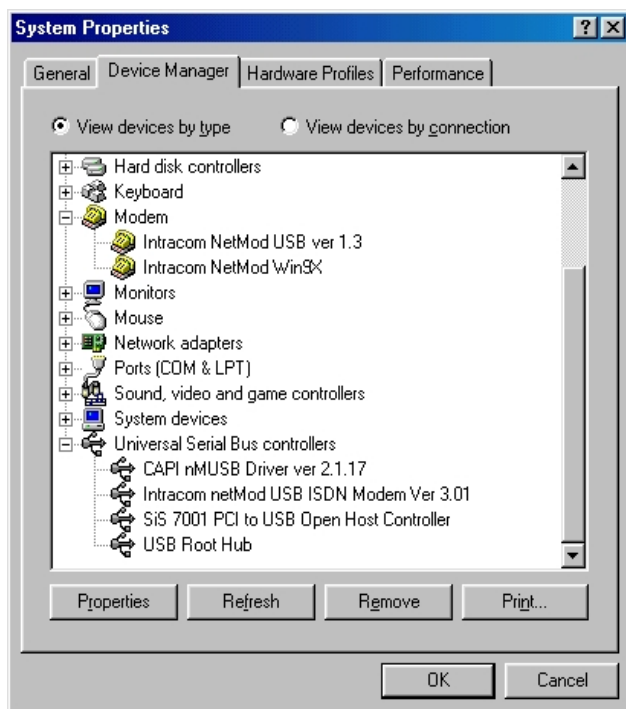 System Properties
General Device Manager Hardware Profiles Performance
View devices by type View devices by connection
Hard disk controllers
Keyboard
Modem
Intracom NetMod USB ver 1.3
Intracom NetMod Win9X
Monitors
Mouse
Network adapters
Ports (COM & LPT)
Sound, video and game controllers
System devices
Universal Serial Bus controllers
CAPI nMUSB Driver ver 2.1.17
Intracom netMod USB ISDN Modem Ver 3.01
SiS 7001 PCI to USB Open Host Controller
USB Root Hub
Properties Refresh Remove Print...
OK Cancel